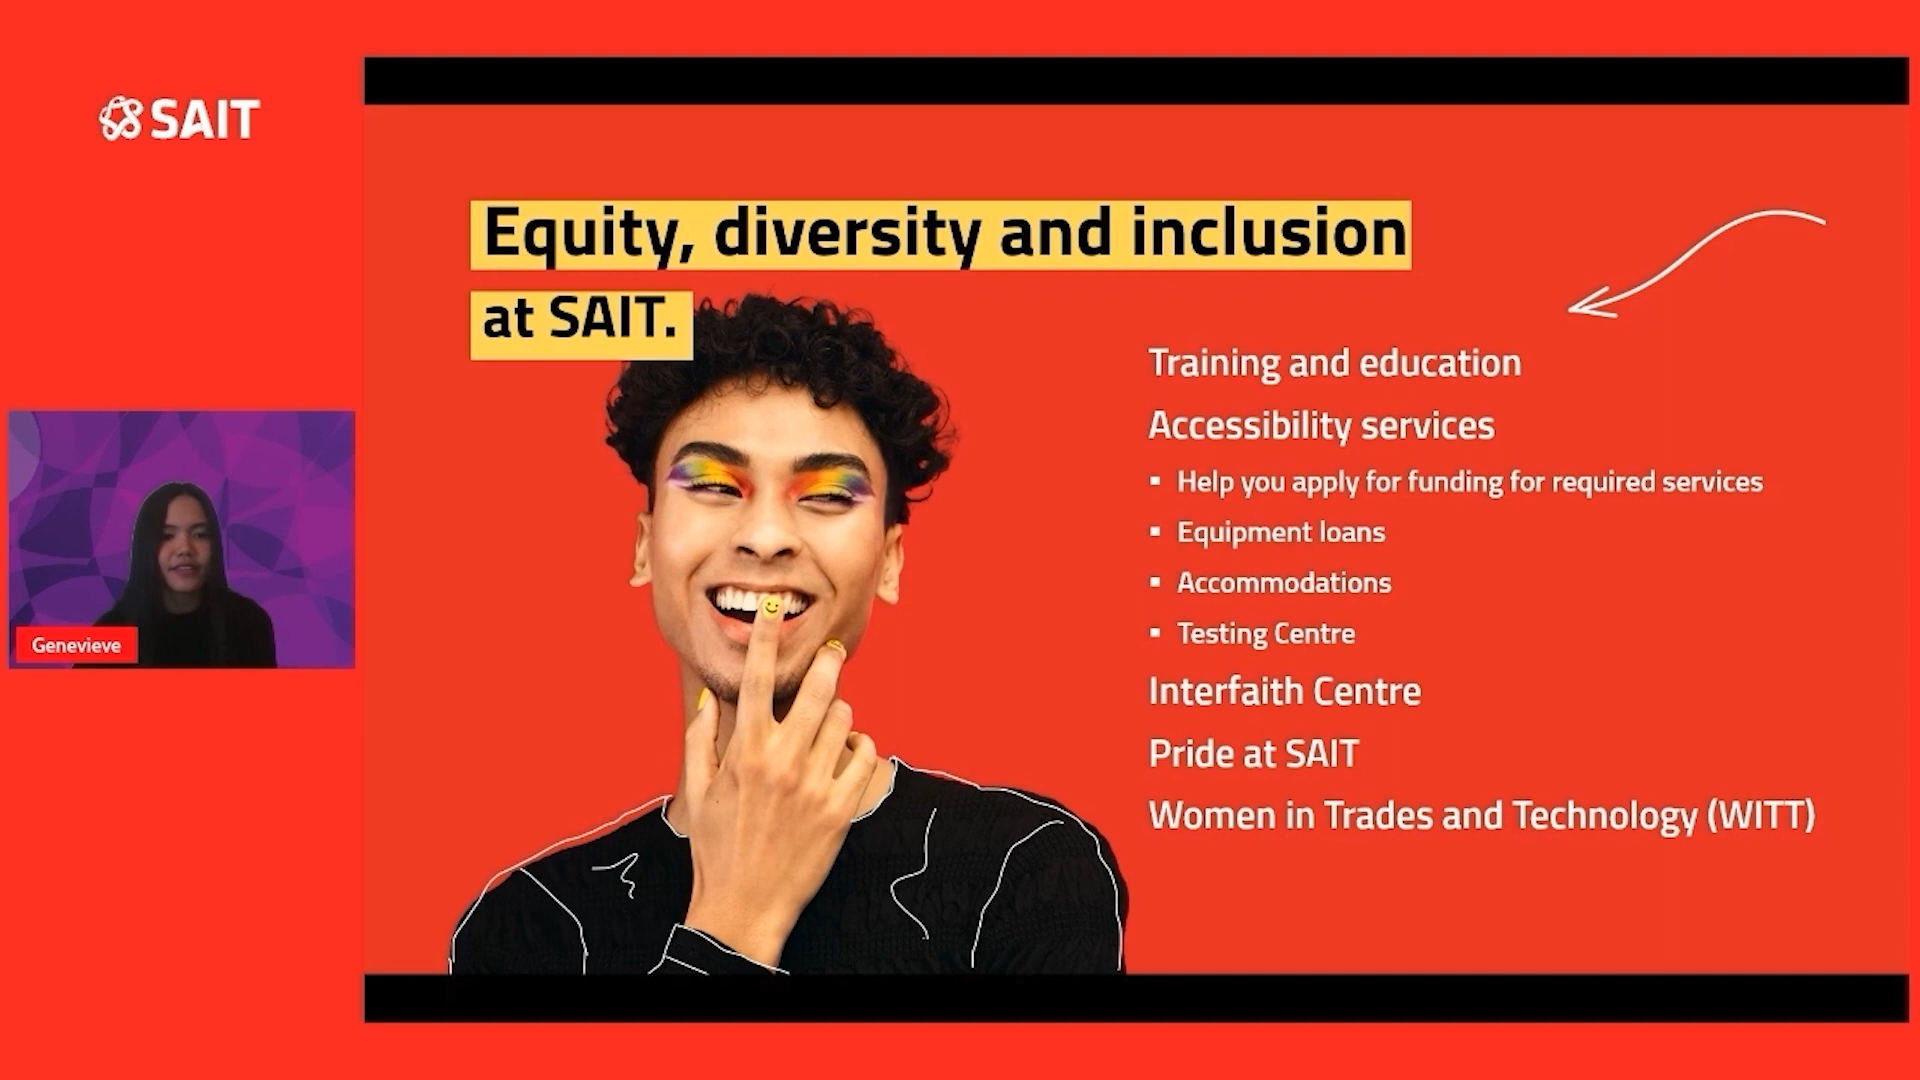 SAIT
Equity, diversity and inclusion
at SAIT.
Training and education
Accessibility services
▪ Help you apply for funding for required services
▪ Equipment loans
▪ Accommodations
▪ Testing Centre
Interfaith Centre
Pride at SAIT
Women in Trades and Technology (WITT)
Genevieve